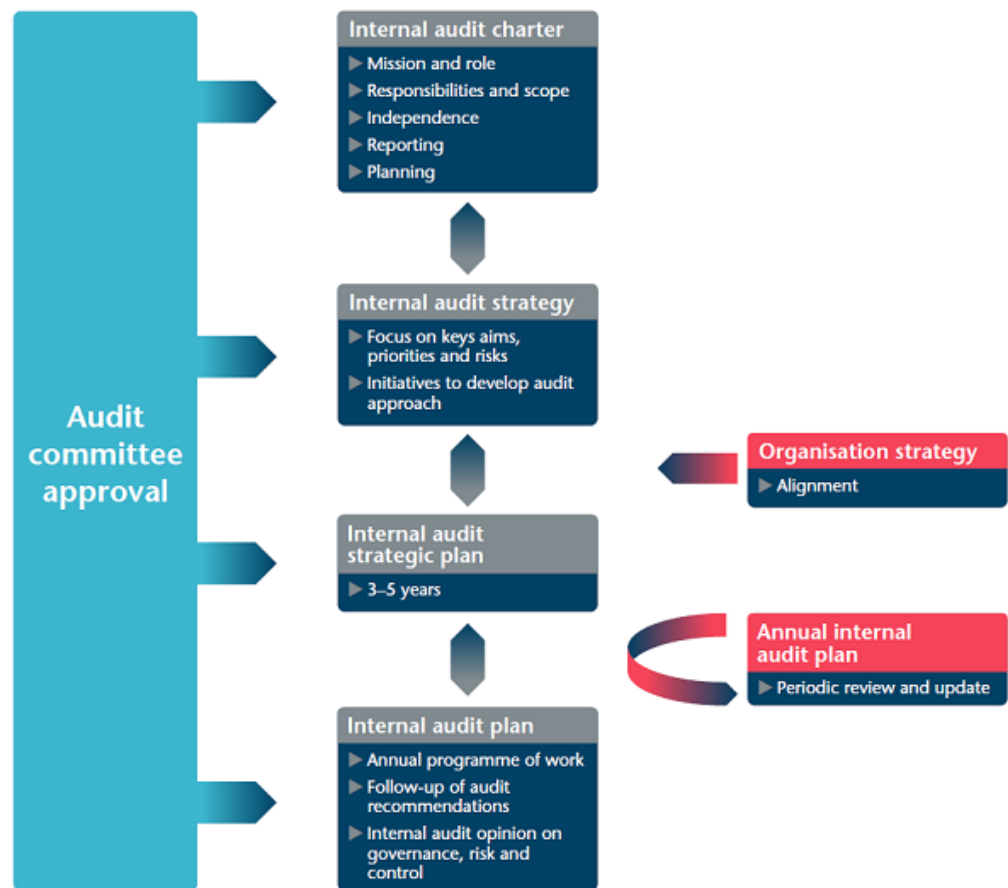 Audit
committee
approval
Internal audit charter
Mission and role
Responsibilities and scope
Independence
Reporting
Planning
Internal audit strategy
Focus on keys aims,
priorities and risks
Initiatives to develop audit
approach
Internal audit
strategic plan
3–5 years
Internal audit plan
Annual programme of work
Follow-up of audit
recommendations
Internal audit opinion on
governance, risk and
control
Organisation strategy
Alignment
Annual internal
audit plan
Periodic review and update